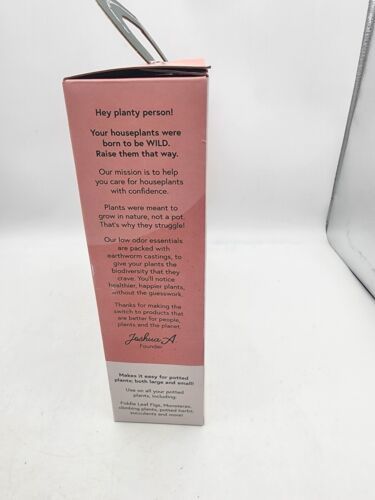 Hey planty person!
Your houseplants were
born to be WILD.
Raise them that way.
Our mission is to help
you care for houseplants
with confidence.
Plants were meant to
grow in nature, not a pot.
That's why they struggle!
Our low odor essentials
are packed with
earthworm castings, to
give your plants the
biodiversity that they
crave. You'll notice
healthier, happier plants,
without the guesswork.
Thanks for making the
switch to products that
are better for people,
plants and the planet.
Joshua A.
Founder
Makes it easy for potted
plants; both large and small!
Use on all your potted
plants, including:
Fiddle Leaf Figs, Monsteras,
climbing plants, potted herbs,
succulents and more!